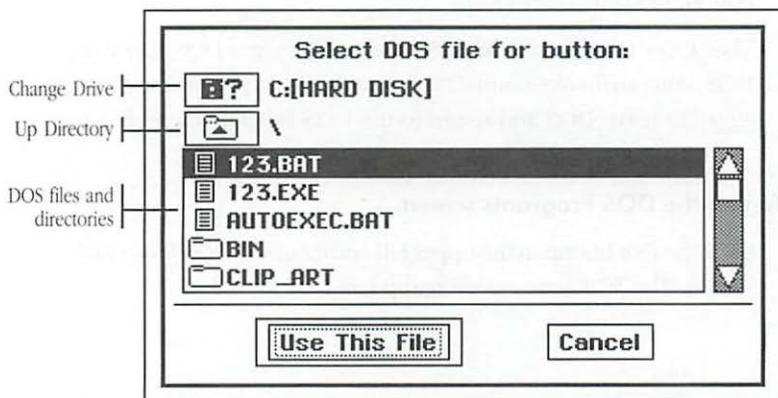 Select DOS file for button:
Change Drive
? C:[HARD DISK]
Up Directory
\
DOS files and
directories
123.BAT
123.EXE
AUTOEXEC.BAT
BIN
CLIP_ART
Use This File
Cancel